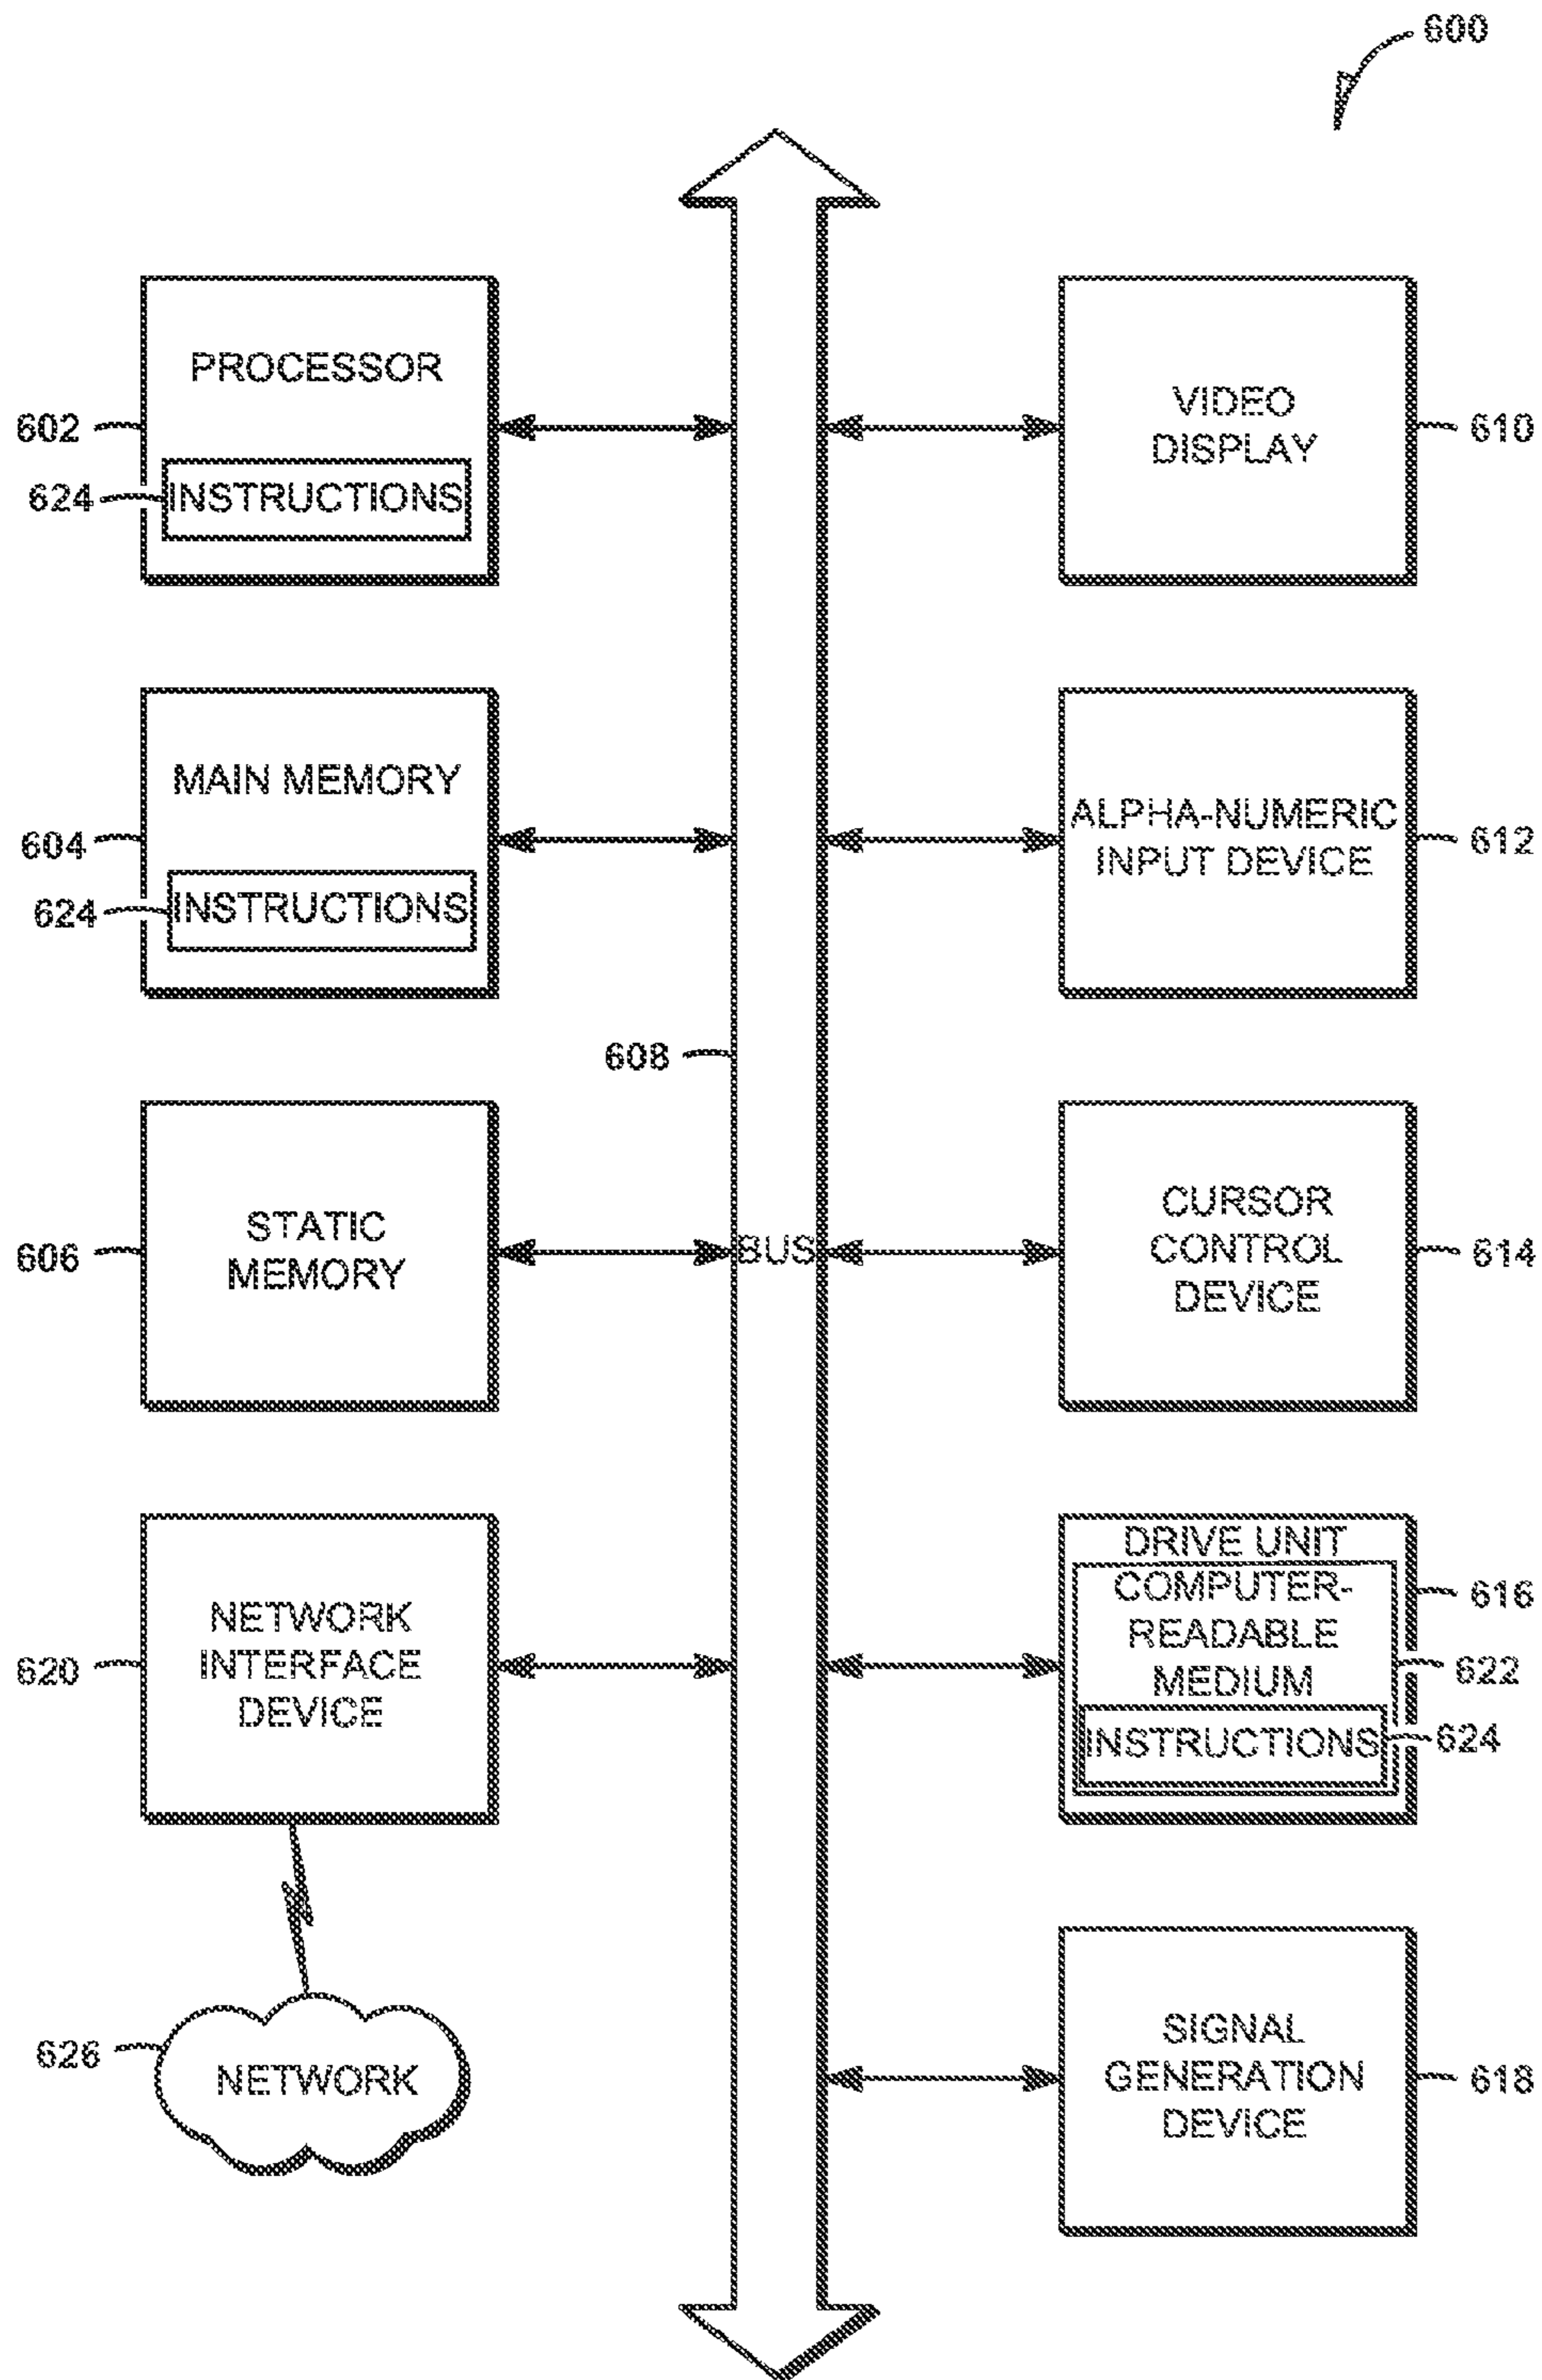 600
PROCESSOR
602
624
INSTRUCTIONS
VIDEO
DISPLAY
610
MAIN MEMORY
604
624
INSTRUCTIONS
ALPHA-NUMERIC
INPUT DEVICE
612
608
STATIC
MEMORY
606
BUS
CURSOR
CONTROL
DEVICE
614
NETWORK
INTERFACE
DEVICE
620
DRIVE UNIT
COMPUTER-
READABLE
MEDIUM
616
622
INSTRUCTIONS
624
626
NETWORK
SIGNAL
GENERATION
DEVICE
618